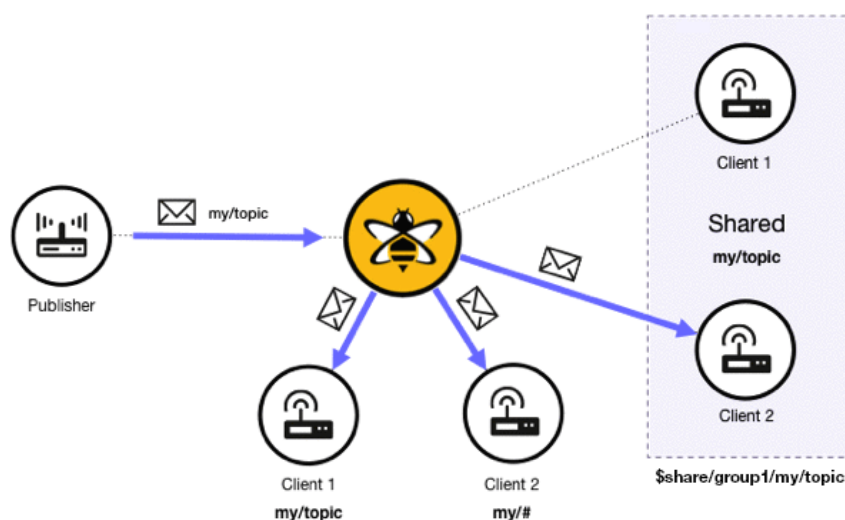 Client 1
my/topic
Shared
my/topic
Publisher
Client 2
Client 1
my/topic
Client 2
my/#
$share/group1/my/topic